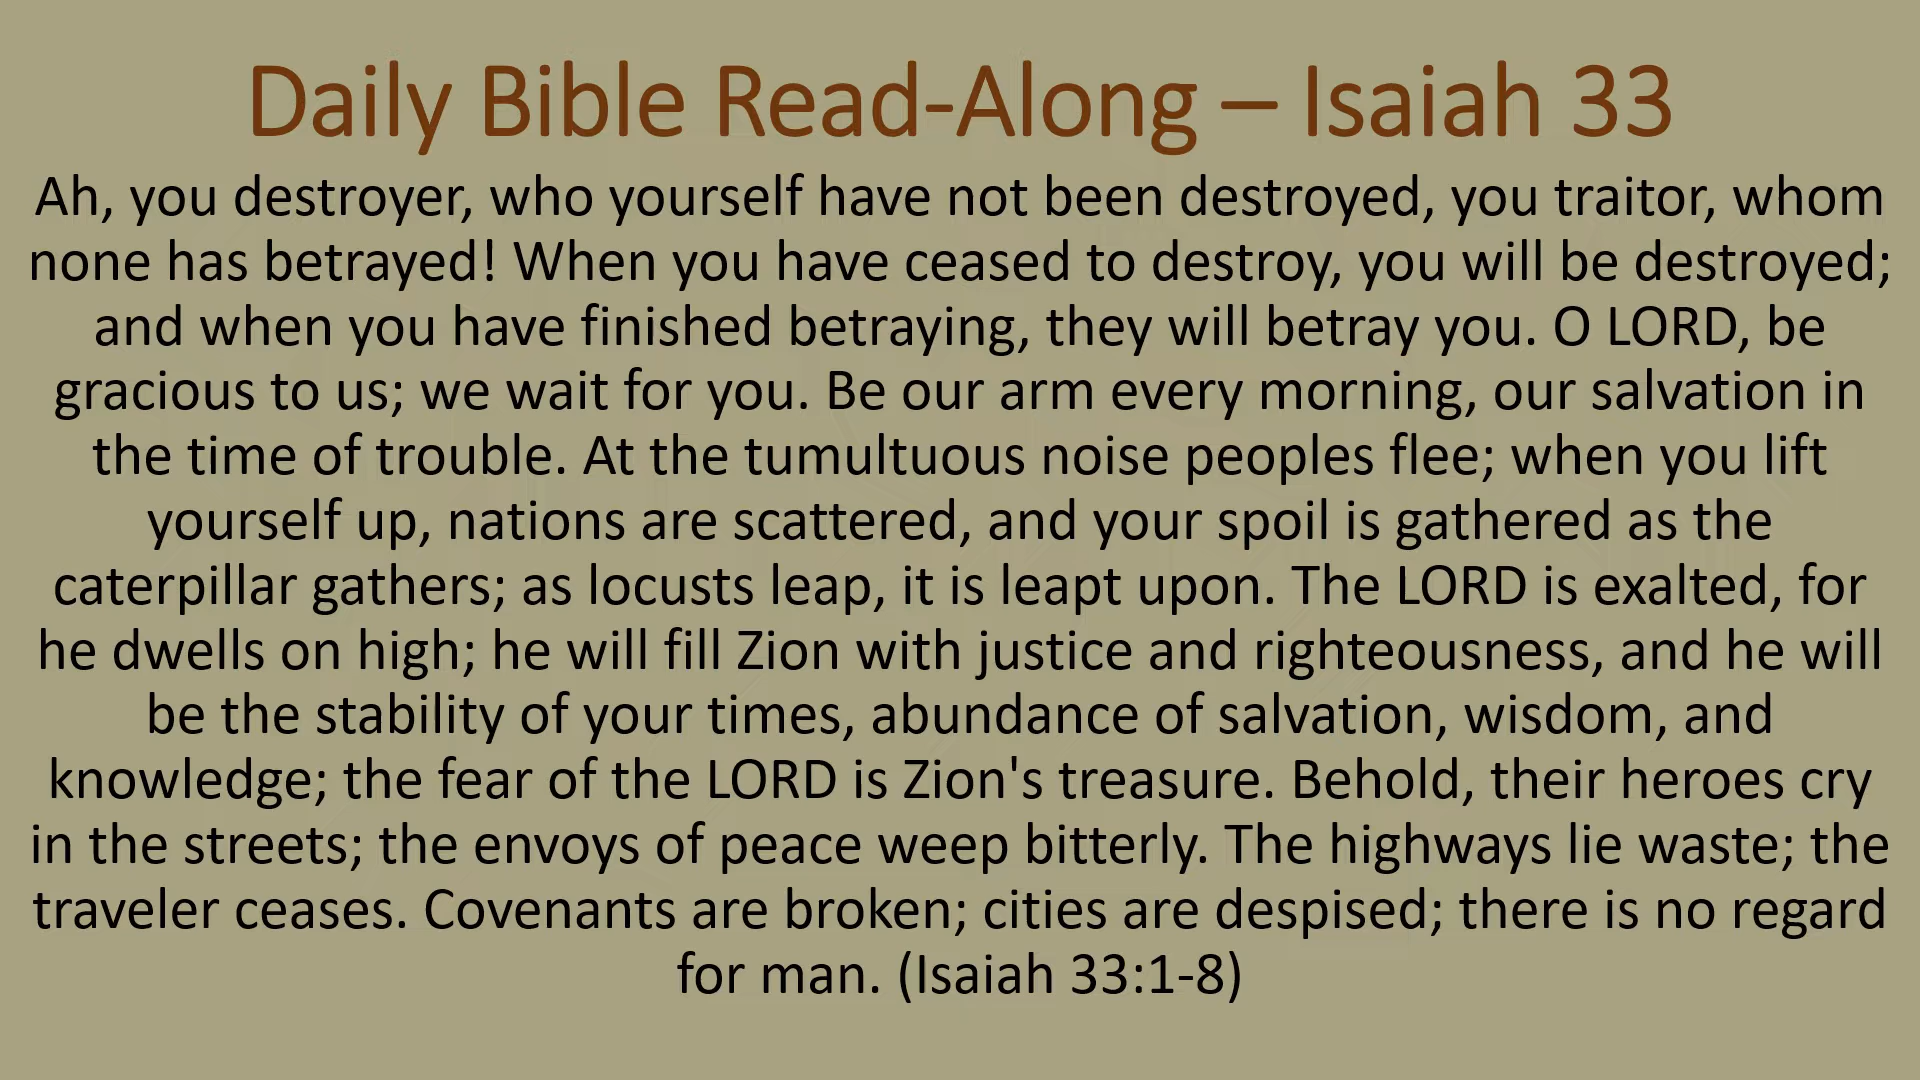 Daily Bible Read-Along – Isaiah 33
Ah, you destroyer, who yourself have not been destroyed, you traitor, whom
none has betrayed! When you have ceased to destroy, you will be destroyed;
and when you have finished betraying, they will betray you. O LORD, be
gracious to us; we wait for you. Be our arm every morning, our salvation in
the time of trouble. At the tumultuous noise peoples flee; when you lift
yourself up, nations are scattered, and your spoil is gathered as the
caterpillar gathers; as locusts leap, it is leapt upon. The LORD is exalted, for
he dwells on high; he will fill Zion with justice and righteousness, and he will
be the stability of your times, abundance of salvation, wisdom, and
knowledge; the fear of the LORD is Zion's treasure. Behold, their heroes cry
in the streets; the envoys of peace weep bitterly. The highways lie waste; the
traveler ceases. Covenants are broken; cities are despised; there is no regard
for man. (Isaiah 33:1-8)